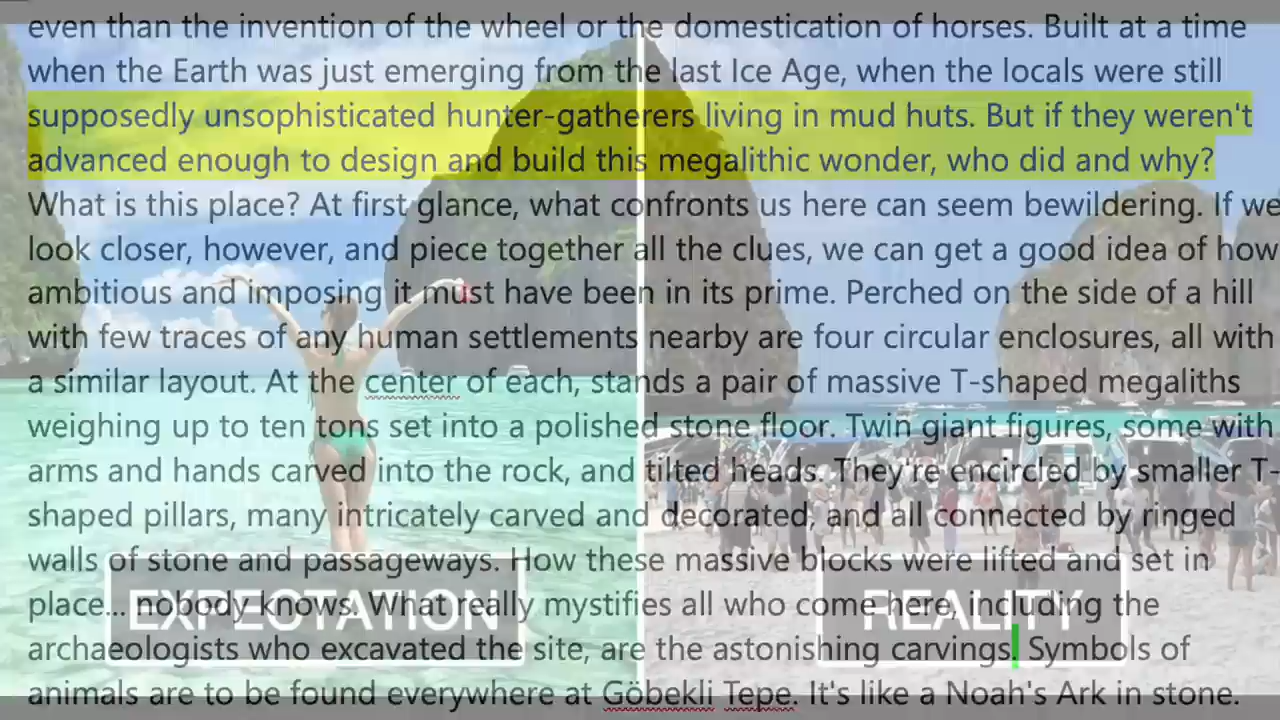 even than the invention of the wheel or the domestication of horses. Built at a time
when the Earth was just emerging from the last Ice Age, when the locals were still
supposedly unsophisticated hunter-gatherers living in mud huts. But if they weren't
advanced enough to design and build this megalithic wonder, who did and why?
What is this place? At first glance, what confronts us here can seem bewildering. If we
look closer, however, and piece together all the clues, we can get a good idea of how
ambitious and imposing it must have been in its prime. Perched on the side of a hill
with few traces of any human settlements nearby are four circular enclosures, all with
a similar layout. At the center of each, stands a pair of massive T-shaped megaliths
weighing up to ten tons set into a polished stone floor. Twin giant figures, some with
arms and hands carved into the rock, and tilted heads. They're encircled by smaller T-
shaped pillars, many intricately carved and decorated, and all connected by ringed
walls of stone and passageways. How these massive blocks were lifted and set in
place... nobody knows. What really mystifies all who come here, including the
EXPECTATION
REALITY
archaeologists who excavated the site, are the astonishing carvings. Symbols of
animals are to be found everywhere at Göbekli Tepe. It's like a Noah's Ark in stone.